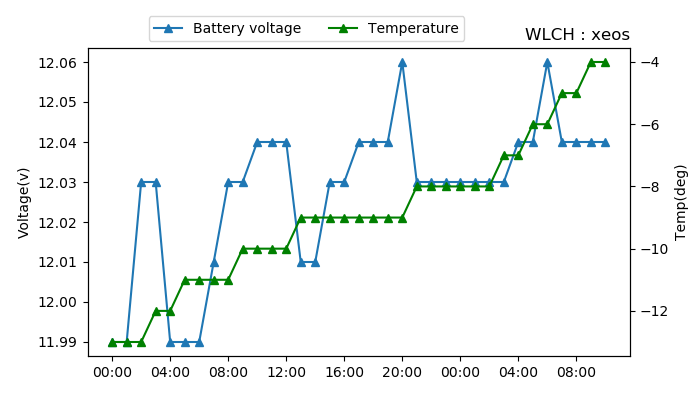 Battery voltage Temperature
WLCH : xeos
12.06
12.05
12.04
12.03
12.02
12.01
12.00
11.99
Voltage(v)
−4
−6
−8
−10
−12
Temp(deg)
00:00 04:00 08:00 12:00 16:00 20:00 00:00 04:00 08:00